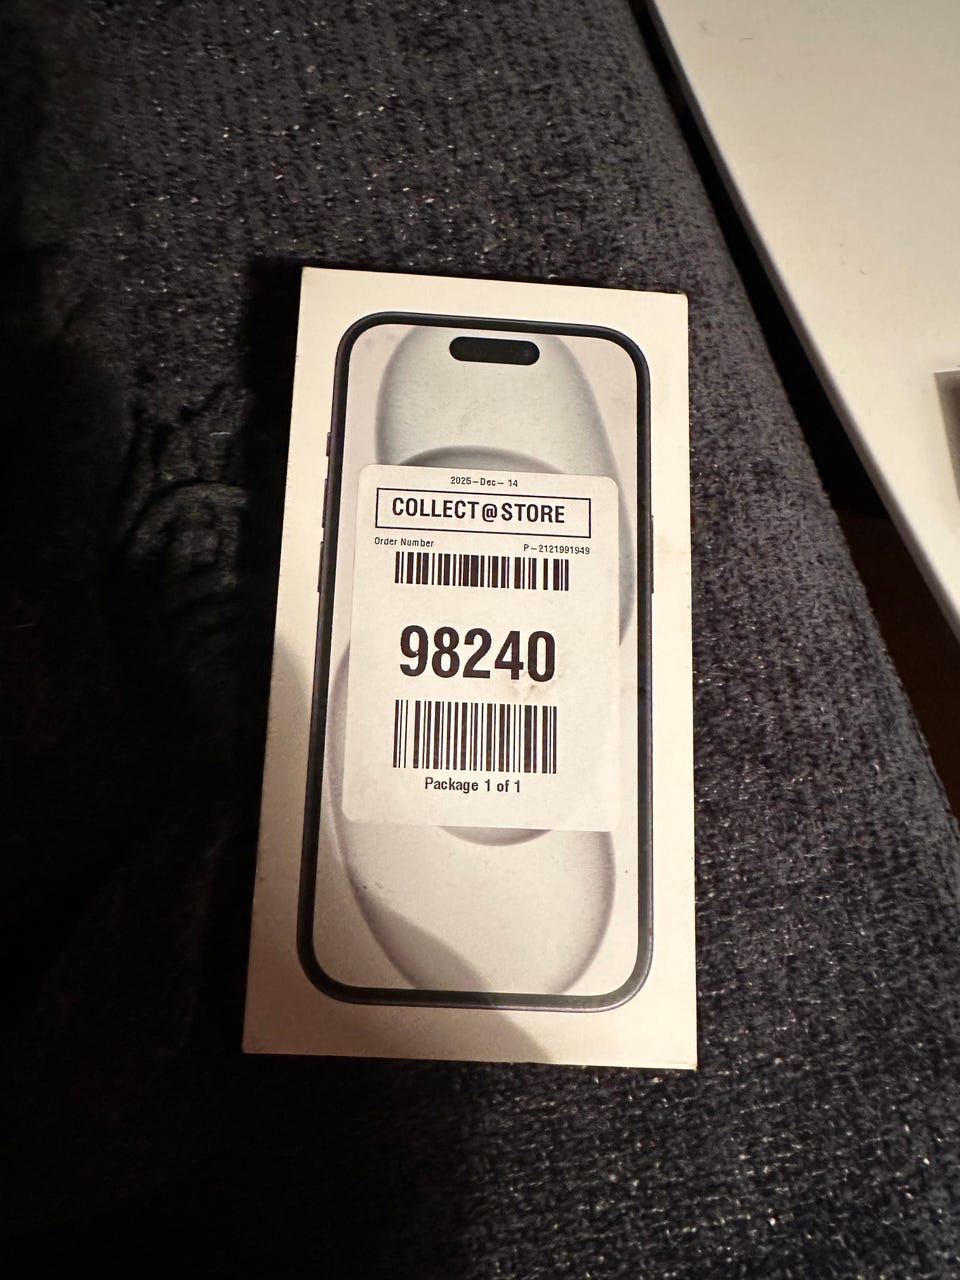 2025-Dec- 14
COLLECT@STORE
Order Number P-2121991949
98240
Package 1 of 1